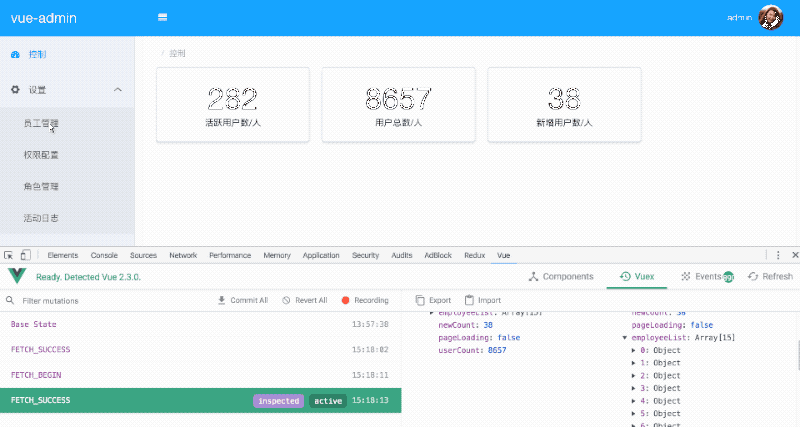 vue-admin
admin
控制
/ 控制
282
活跃用户数/人
8657
用户总数/人
38
新增用户数/人
设置
员工管理
权限配置
角色管理
活动日志
Elements Console Sources Network Performance Memory Application Security Audits AdBlock Redux Vue
Ready. Detected Vue 2.3.0.
Components Vuex Events Refresh
Filter mutations Commit All Revert All Recording
Export Import
Base State 13:57:38
FETCH_SUCCESS 15:18:02
FETCH_BEGIN 15:18:11
FETCH_SUCCESS inspected active 15:18:13
employeeList: Array[15]
newCount: 38
pageLoading: false
userCount: 8657
newCount: 38
pageLoading: false
employeeList: Array[15]
0: Object
1: Object
2: Object
3: Object
4: Object
5: Object
6: Object